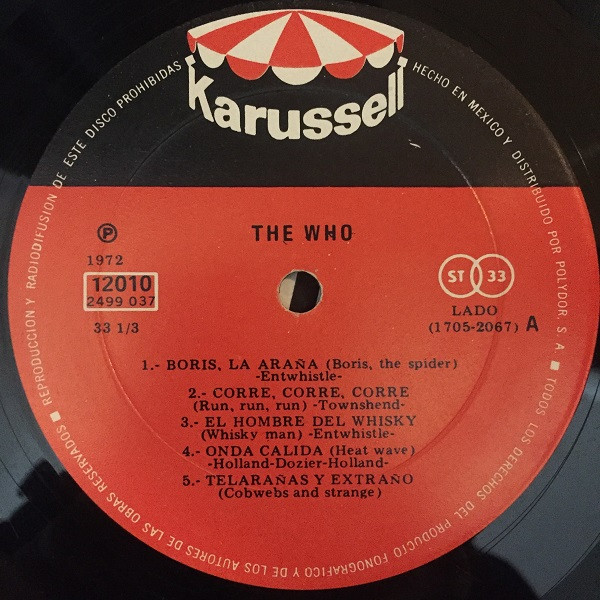 Karussell
REPRODUCCION Y RADIODIFUSION DE ESTE DISCO PROHIBIDAS
HECHO EN MEXICO Y DISTRIBUIDO POR POLYDOR, S. A.
THE WHO
℗
1972
12010
2499 037
33 1/3
ST 33
LADO
(1705-2067) A
1.- BORIS, LA ARAÑA (Boris, the spider)
-Entwhistle-
2.- CORRE, CORRE, CORRE
(Run, run, run) -Townshend-
3.- EL HOMBRE DEL WHISKY
(Whisky man) -Entwhistle-
4.- ONDA CALIDA (Heat wave)
-Holland-Dozier-Holland-
5.- TELARAÑAS Y EXTRAÑO
(Cobwebs and strange)
TODOS LOS DERECHOS DEL PRODUCTO FONOGRAFICO Y DE LOS AUTORES DE LAS OBRAS RESERVADOS